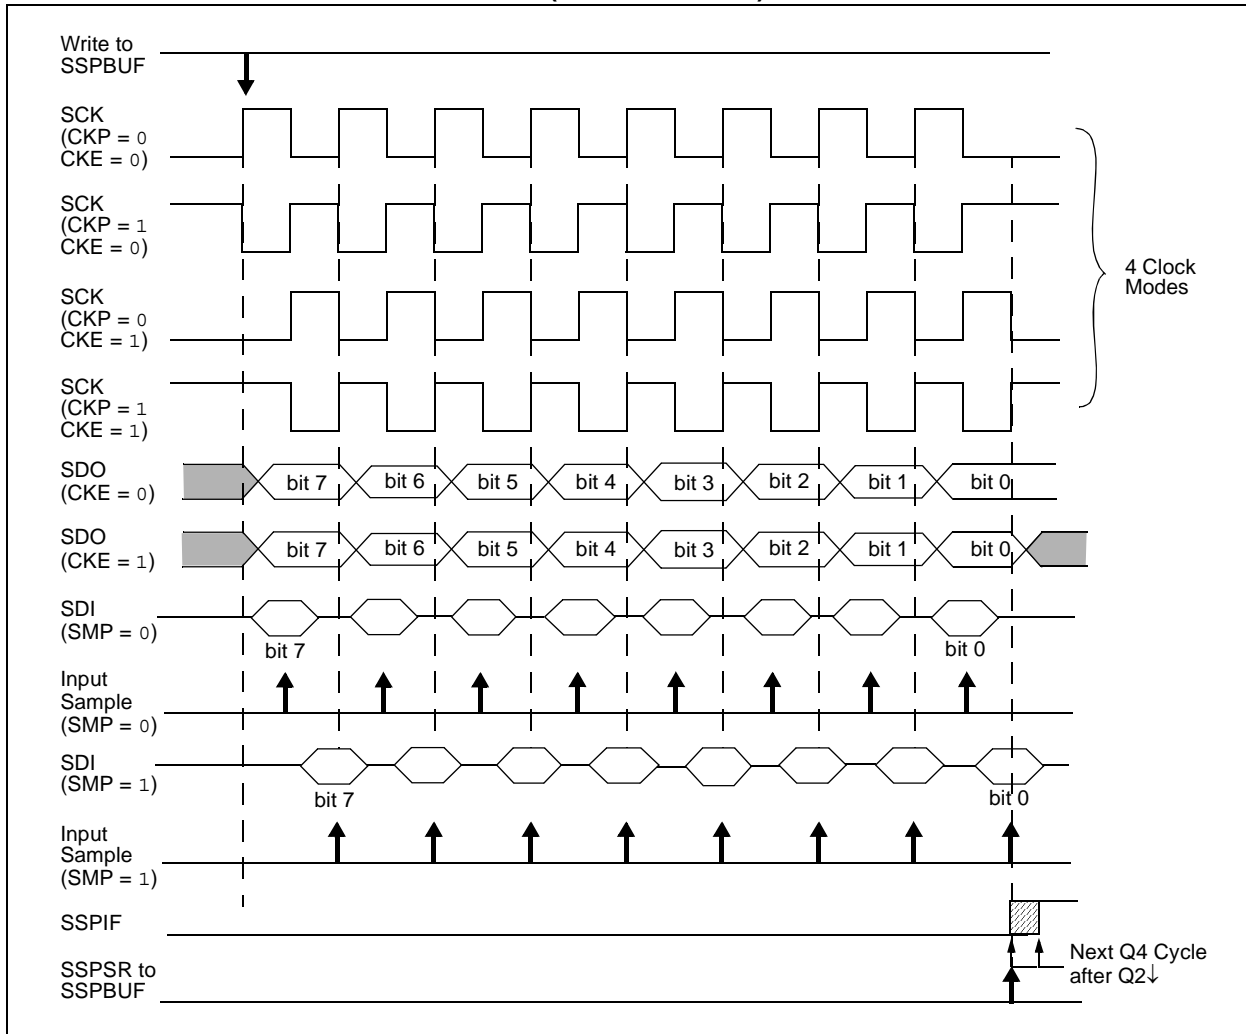 Write to
SSPBUF
SCK
(CKP = 0
CKE = 0)
SCK
(CKP = 1
CKE = 0)
4 Clock
Modes
SCK
(CKP = 0
CKE = 1)
SCK
(CKP = 1
CKE = 1)
SDO
(CKE = 0)
bit 7 bit 6 bit 5 bit 4 bit 3 bit 2 bit 1 bit 0
SDO
(CKE = 1)
bit 7 bit 6 bit 5 bit 4 bit 3 bit 2 bit 1 bit 0
SDI
(SMP = 0)
bit 7 bit 0
Input
Sample
(SMP = 0)
SDI
(SMP = 1)
bit 7 bit 0
Input
Sample
(SMP = 1)
SSPIF
Next Q4 Cycle
after Q2↓
SSPSR to
SSPBUF